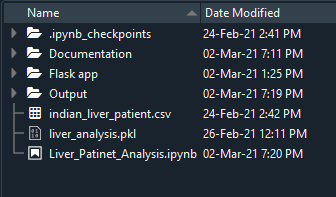 Name Date Modified
.ipynb_checkpoints 24-Feb-21 2:41 PM
Documentation 02-Mar-21 7:11 PM
Flask app 02-Mar-21 1:25 PM
Output 02-Mar-21 7:19 PM
indian_liver_patient.csv 24-Feb-21 2:42 PM
liver_analysis.pkl 26-Feb-21 12:11 PM
Liver_Patinet_Analysis.ipynb 02-Mar-21 7:20 PM